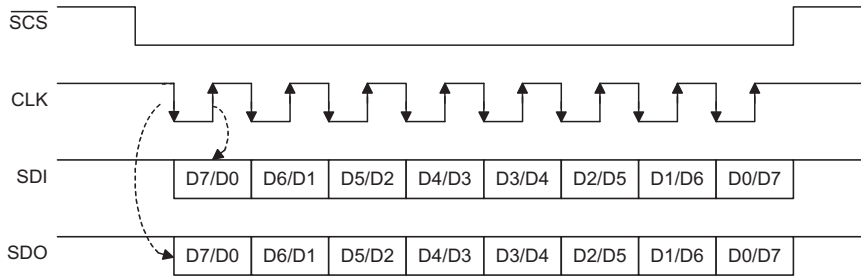 SCS
CLK
SDI D7/D0 D6/D1 D5/D2 D4/D3 D3/D4 D2/D5 D1/D6 D0/D7
SDO D7/D0 D6/D1 D5/D2 D4/D3 D3/D4 D2/D5 D1/D6 D0/D7